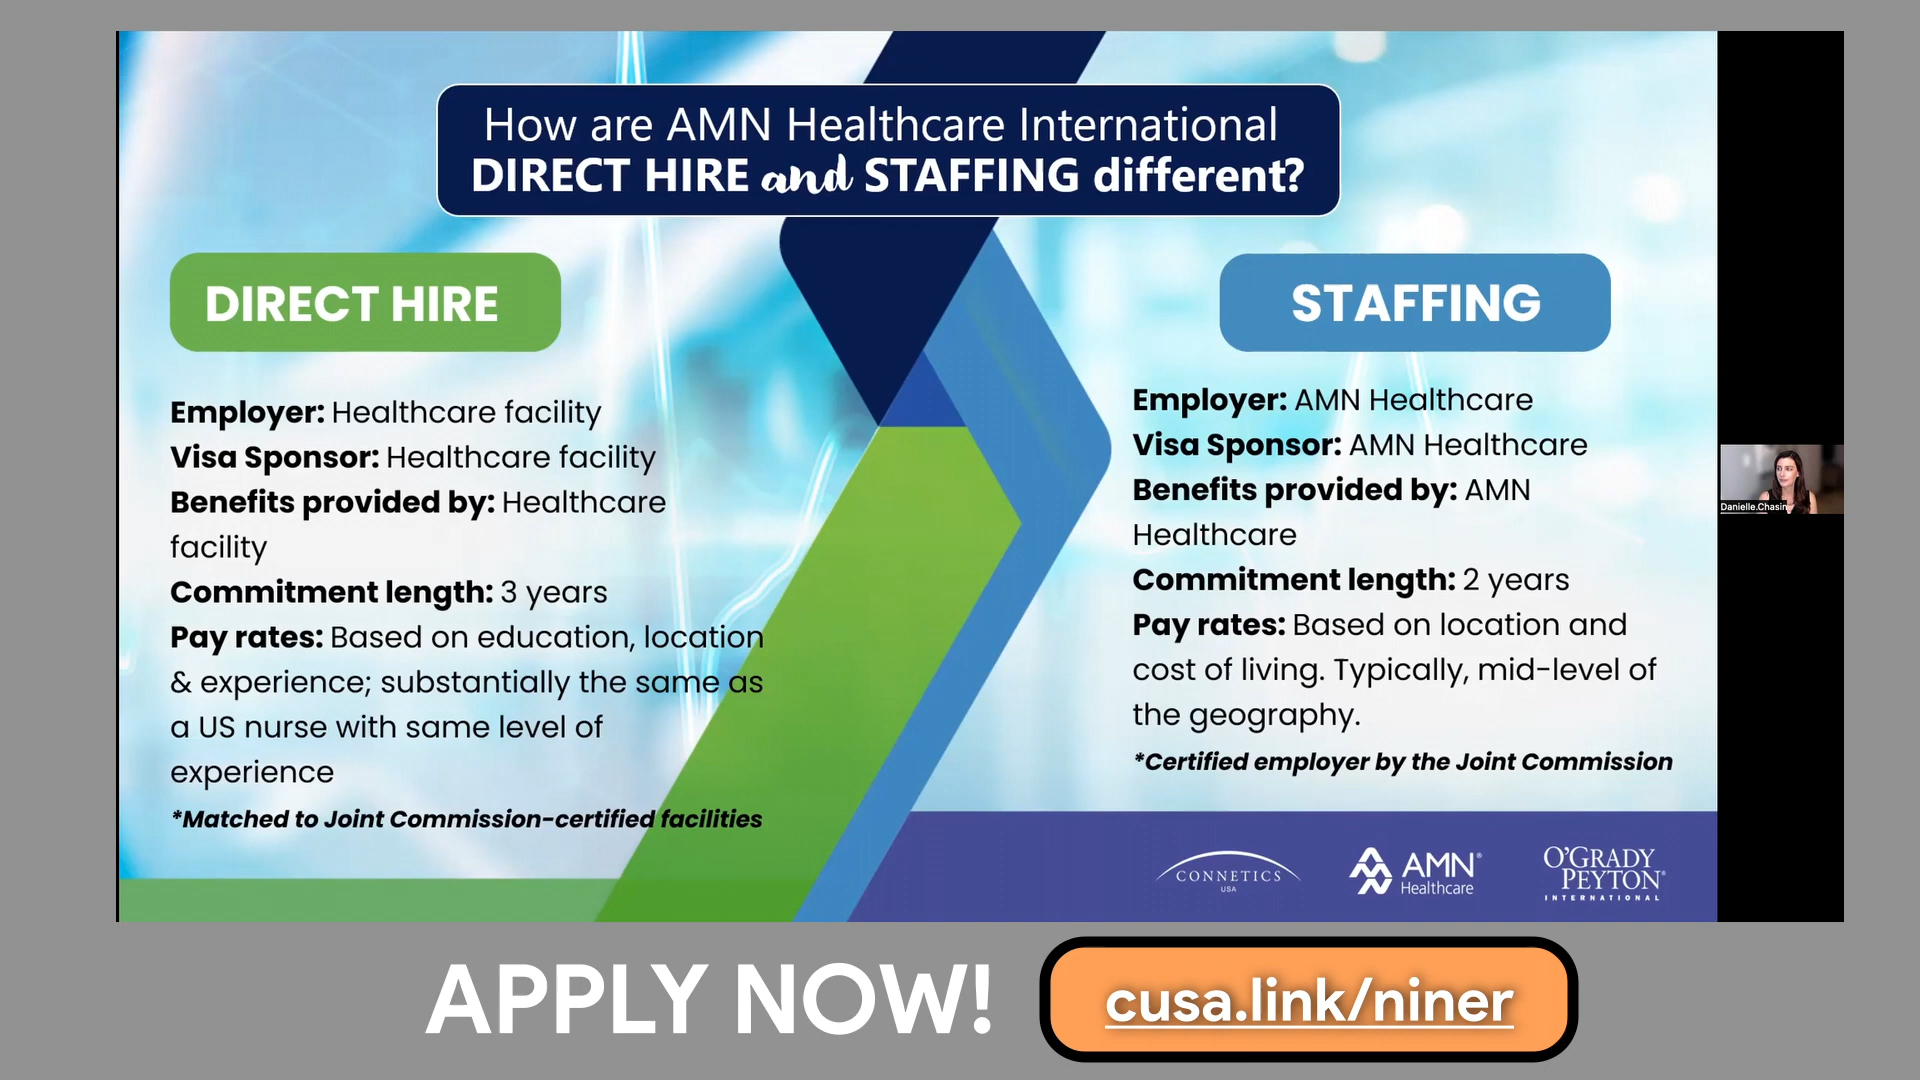 How are AMN Healthcare International
DIRECT HIRE and STAFFING different?
DIRECT HIRE
Employer: Healthcare facility
Visa Sponsor: Healthcare facility
Benefits provided by: Healthcare
facility
Commitment length: 3 years
Pay rates: Based on education, location
& experience; substantially the same as
a US nurse with same level of
experience
*Matched to Joint Commission-certified facilities
STAFFING
Employer: AMN Healthcare
Visa Sponsor: AMN Healthcare
Benefits provided by: AMN
Healthcare
Commitment length: 2 years
Pay rates: Based on location and
cost of living. Typically, mid-level of
the geography.
*Certified employer by the Joint Commission
Danielle.Chasin
CONNETICS
USA
AMN®
Healthcare
O'GRADY
PEYTON®
INTERNATIONAL
APPLY NOW!
cusa.link/niner